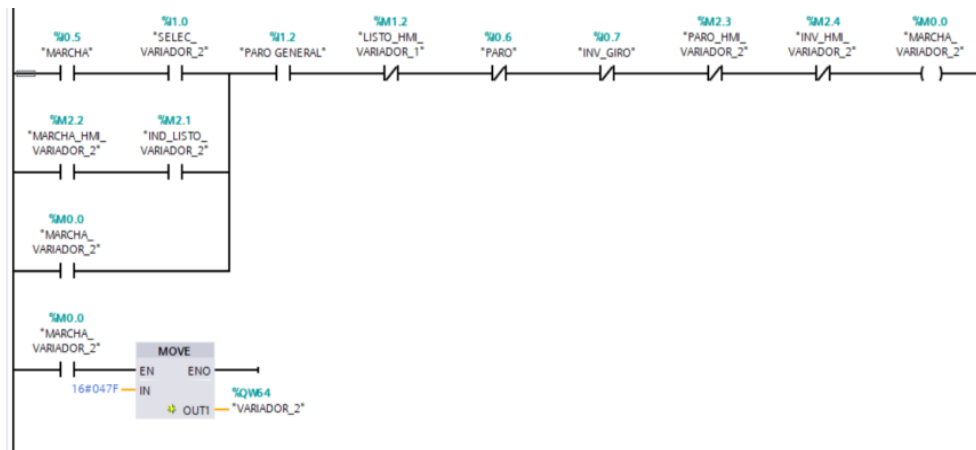 %I0.5
"MARCHA"
%I1.0
"SELEC_
VARIADOR_2"
%I1.2
"PARO GENERAL"
%M1.2
"LISTO_HMI_
VARIADOR_1"
%I0.6
"PARO"
%I0.7
"INV_GIRO"
%M2.3
"PARO_HMI_
VARIADOR_2"
%M2.4
"INV_HMI_
VARIADOR_2"
%M0.0
"MARCHA_
VARIADOR_2"
%M2.2
"MARCHA_HMI_
VARIADOR_2"
%M2.1
"IND_LISTO_
VARIADOR_2"
%M0.0
"MARCHA_
VARIADOR_2"
%M0.0
"MARCHA_
VARIADOR_2"
MOVE
EN ENO
16#047F IN
OUT1
%QW64
"VARIADOR_2"